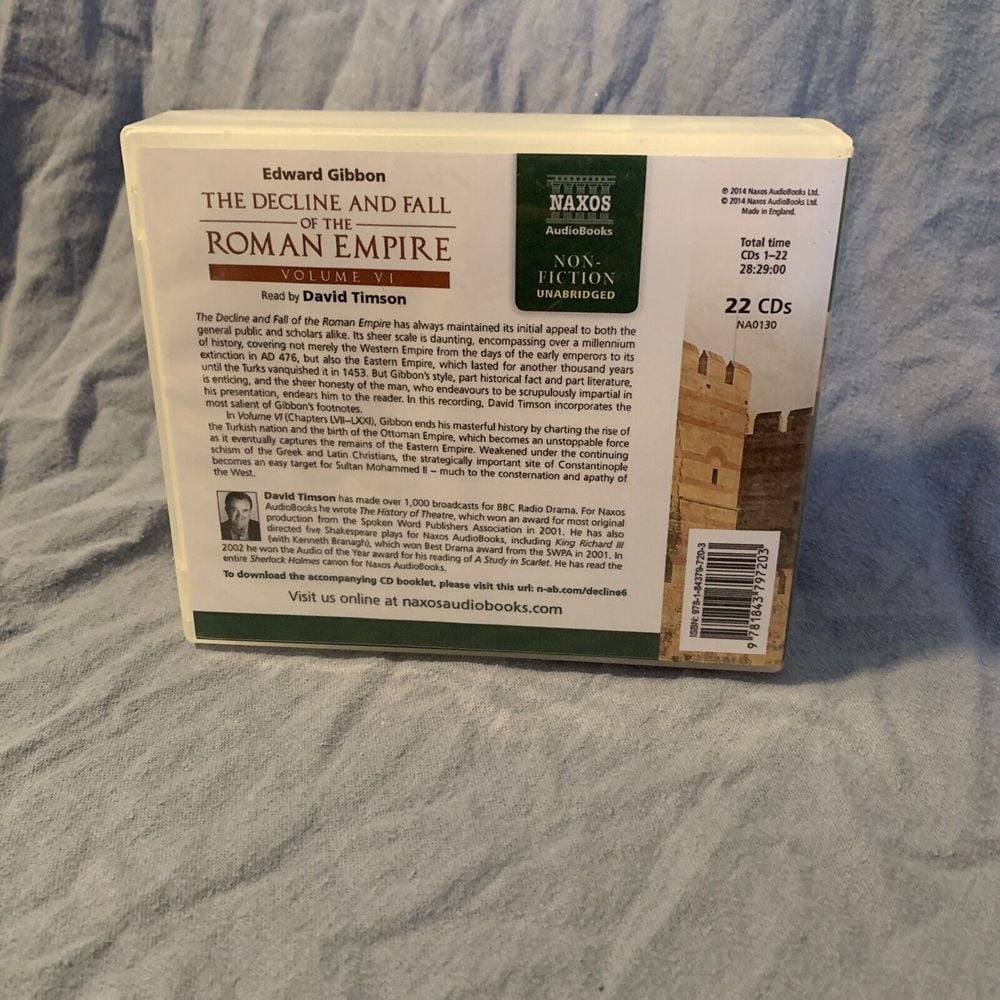 Edward Gibbon
THE DECLINE AND FALL
OF THE
ROMAN EMPIRE
VOLUME VI
Read by David Timson
The Decline and Fall of the Roman Empire has always maintained its initial appeal to both the
general public and scholars alike. Its sheer scale is daunting, encompassing over a millennium
of history, covering not merely the Western Empire from the days of the early emperors to its
extinction in AD 476, but also the Eastern Empire, which lasted for another thousand years
until the Turks vanquished it in 1453. But Gibbon's style, part historical fact and part literature,
is enticing, and the sheer honesty of the man, who endeavours to be scrupulously impartial in
his presentation, endears him to the reader. In this recording, David Timson incorporates the
most salient of Gibbon's footnotes.
In Volume VI (Chapters LVII–LXXI), Gibbon ends his masterful history by charting the rise of
the Turkish nation and the birth of the Ottoman Empire, which becomes an unstoppable force
as it eventually captures the remains of the Eastern Empire. Weakened under the continuing
schism of the Greek and Latin Christians, the strategically important site of Constantinople
becomes an easy target for Sultan Mohammed II – much to the consternation and apathy of
the West.
David Timson has made over 1,000 broadcasts for BBC Radio Drama. For Naxos
AudioBooks he wrote The History of Theatre, which won an award for most original
production from the Spoken Word Publishers Association in 2001. He has also
directed five Shakespeare plays for Naxos AudioBooks, including King Richard III
(with Kenneth Branagh), which won Best Drama award from the SWPA in 2001. In
2002 he won the Audio of the Year award for his reading of A Study in Scarlet. He has read the
entire Sherlock Holmes canon for Naxos AudioBooks.
To download the accompanying CD booklet, please visit this url: n-ab.com/decline6
Visit us online at naxosaudiobooks.com
NAXOS
AudioBooks
NON-
FICTION
UNABRIDGED
℗ 2014 Naxos AudioBooks Ltd.
© 2014 Naxos AudioBooks Ltd.
Made in England.
Total time
CDs 1–22
28:29:00
22 CDs
NA0130
ISBN: 978-1-84379-720-3
9 781843 797203